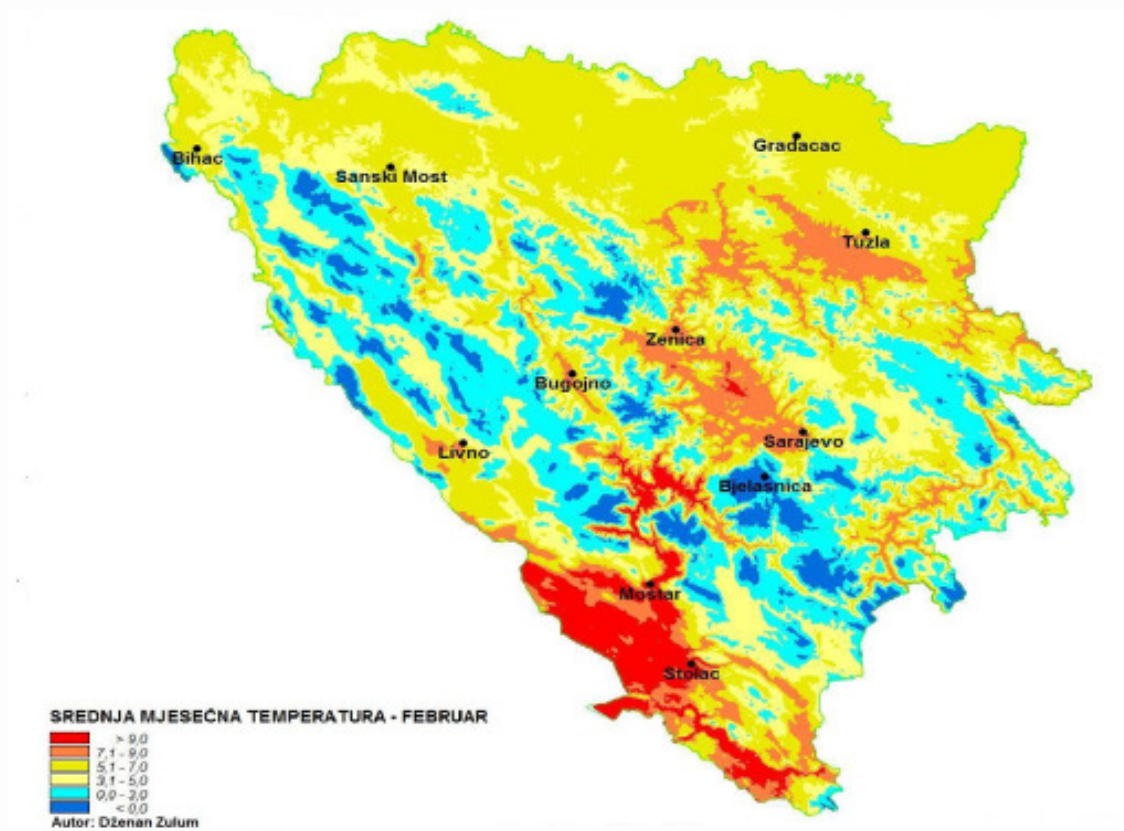 Gradacac
Bihac
Sanski Most
Tuzla
Zenica
Bugojno
Sarajevo
Livno
Bjelasnica
Mostar
Stolac
SREDNJA MJESEČNA TEMPERATURA - FEBRUAR
> 9,0
7,1 - 9,0
5,1 - 7,0
3,1 - 5,0
0,0 - 3,0
< 0,0
Autor: Dženan Zulum